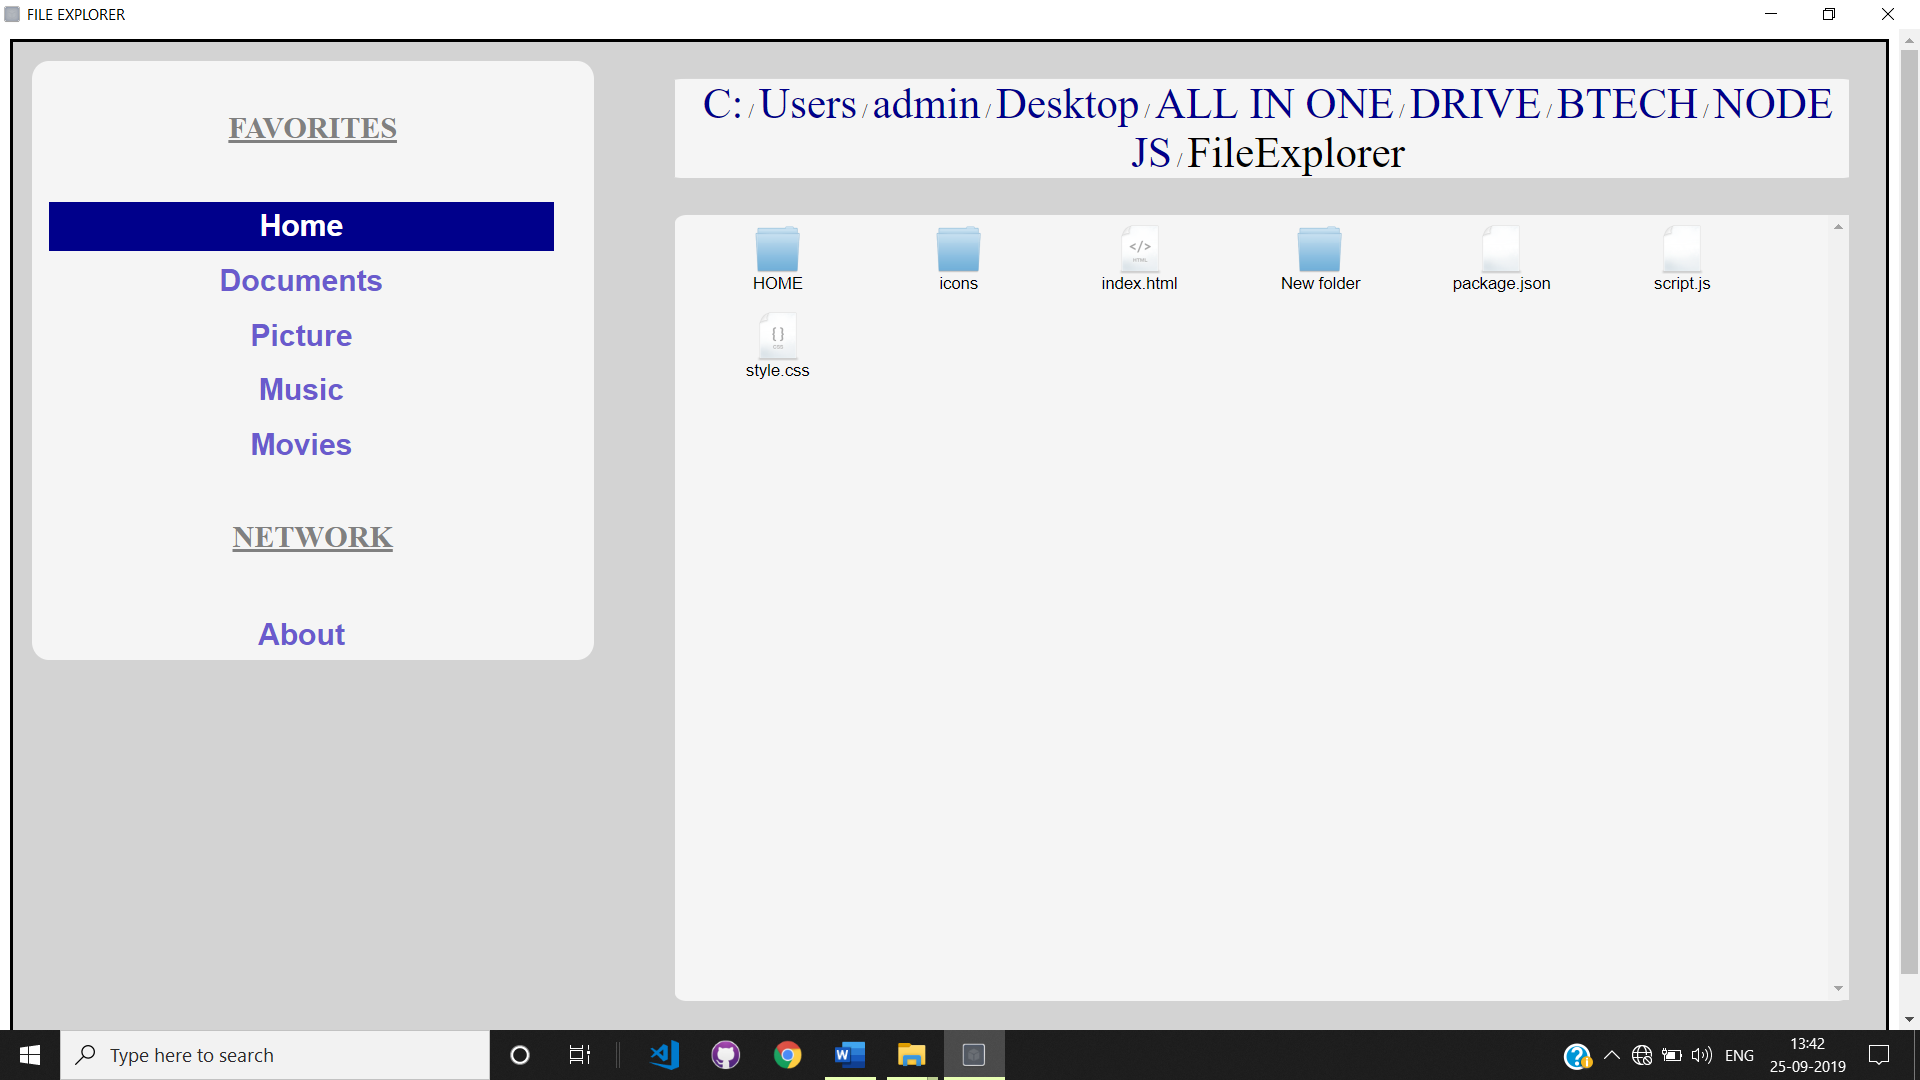 FILE EXPLORER
FAVORITES
Home
Documents
Picture
Music
Movies
NETWORK
About
C: / Users / admin / Desktop / ALL IN ONE / DRIVE / BTECH / NODE
JS / FileExplorer
HOME
icons
</>
HTML
index.html
New folder
package.json
script.js
{}
CSS
style.css
Type here to search
W
ENG
13:42
25-09-2019